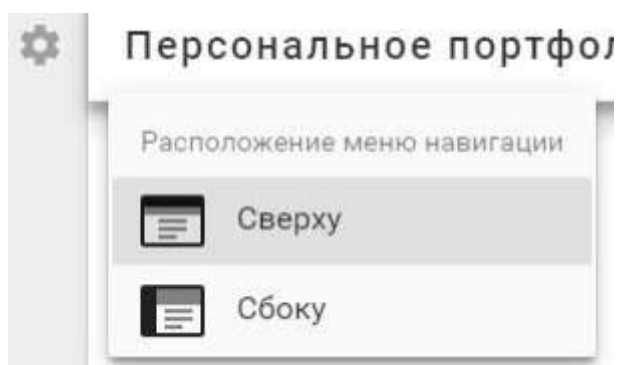 Персональное портфол
Расположение меню навигации
Сверху
Сбоку